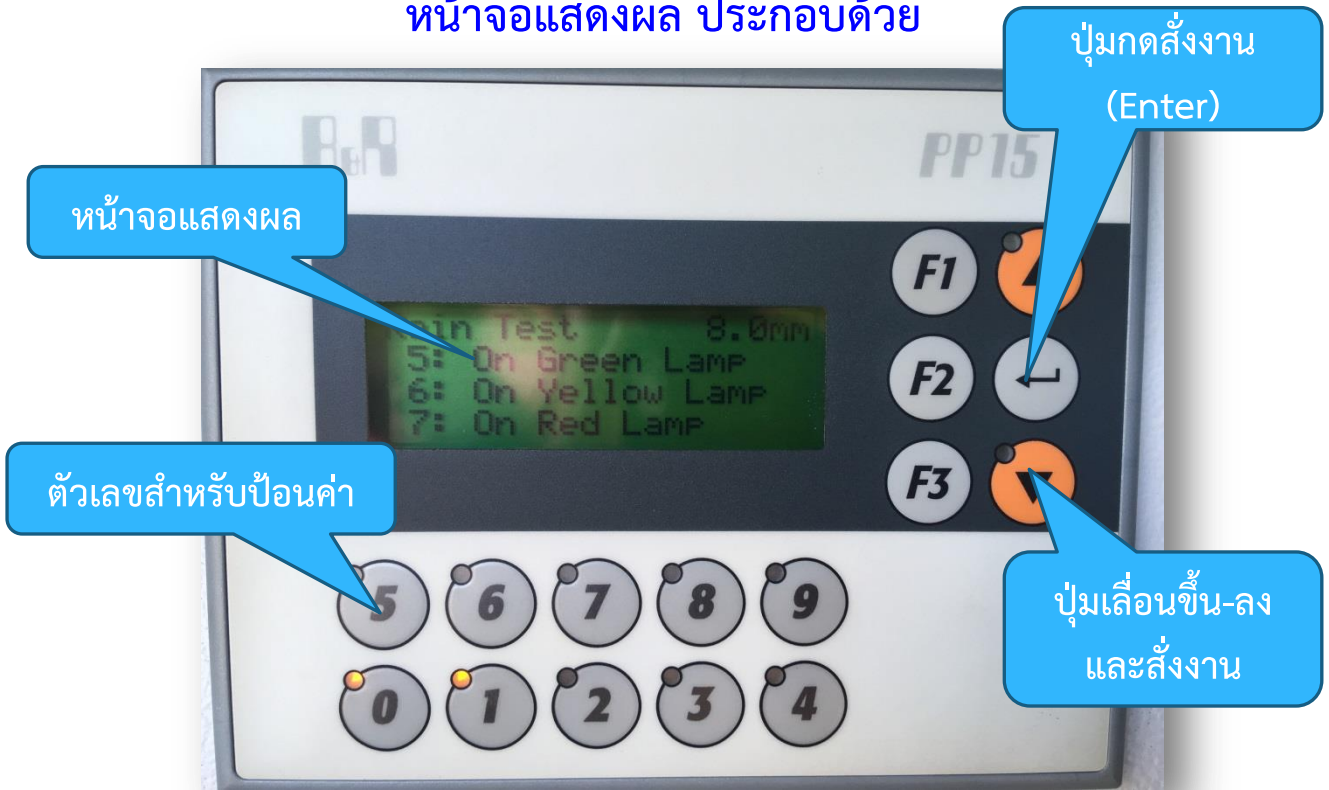 หน้าจอแสดงผล ประกอบด้วย
ปุ่มกดสั่งงาน
(Enter)
B&R
PP15
หน้าจอแสดงผล
F1
Test 8.0mm
5: On Green Lamp
6: On Yellow Lamp
7: On Red Lamp
F2
F3
ตัวเลขสำหรับป้อนค่า
ปุ่มเลื่อนขึ้น-ลง
และสั่งงาน
5 6 7 8 9
0 1 2 3 4